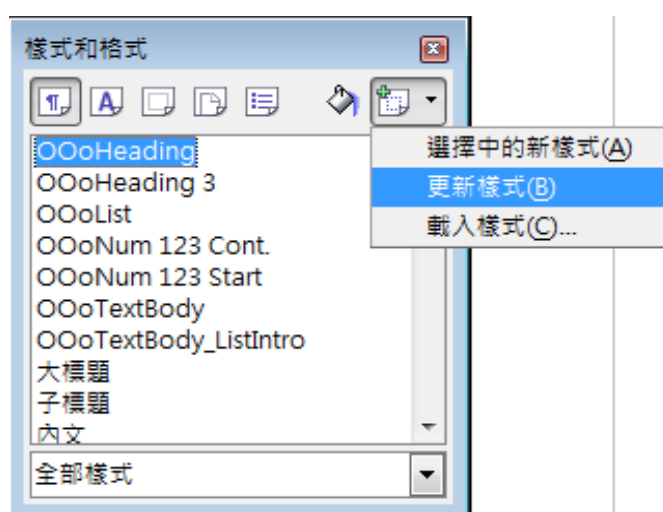 樣式和格式
OOoHeading
OOoHeading 3
OOoList
OOoNum 123 Cont.
OOoNum 123 Start
OOoTextBody
OOoTextBody_ListIntro
大標題
子標題
內文
全部樣式
選擇中的新樣式(A)
更新樣式(B)
載入樣式(C)...